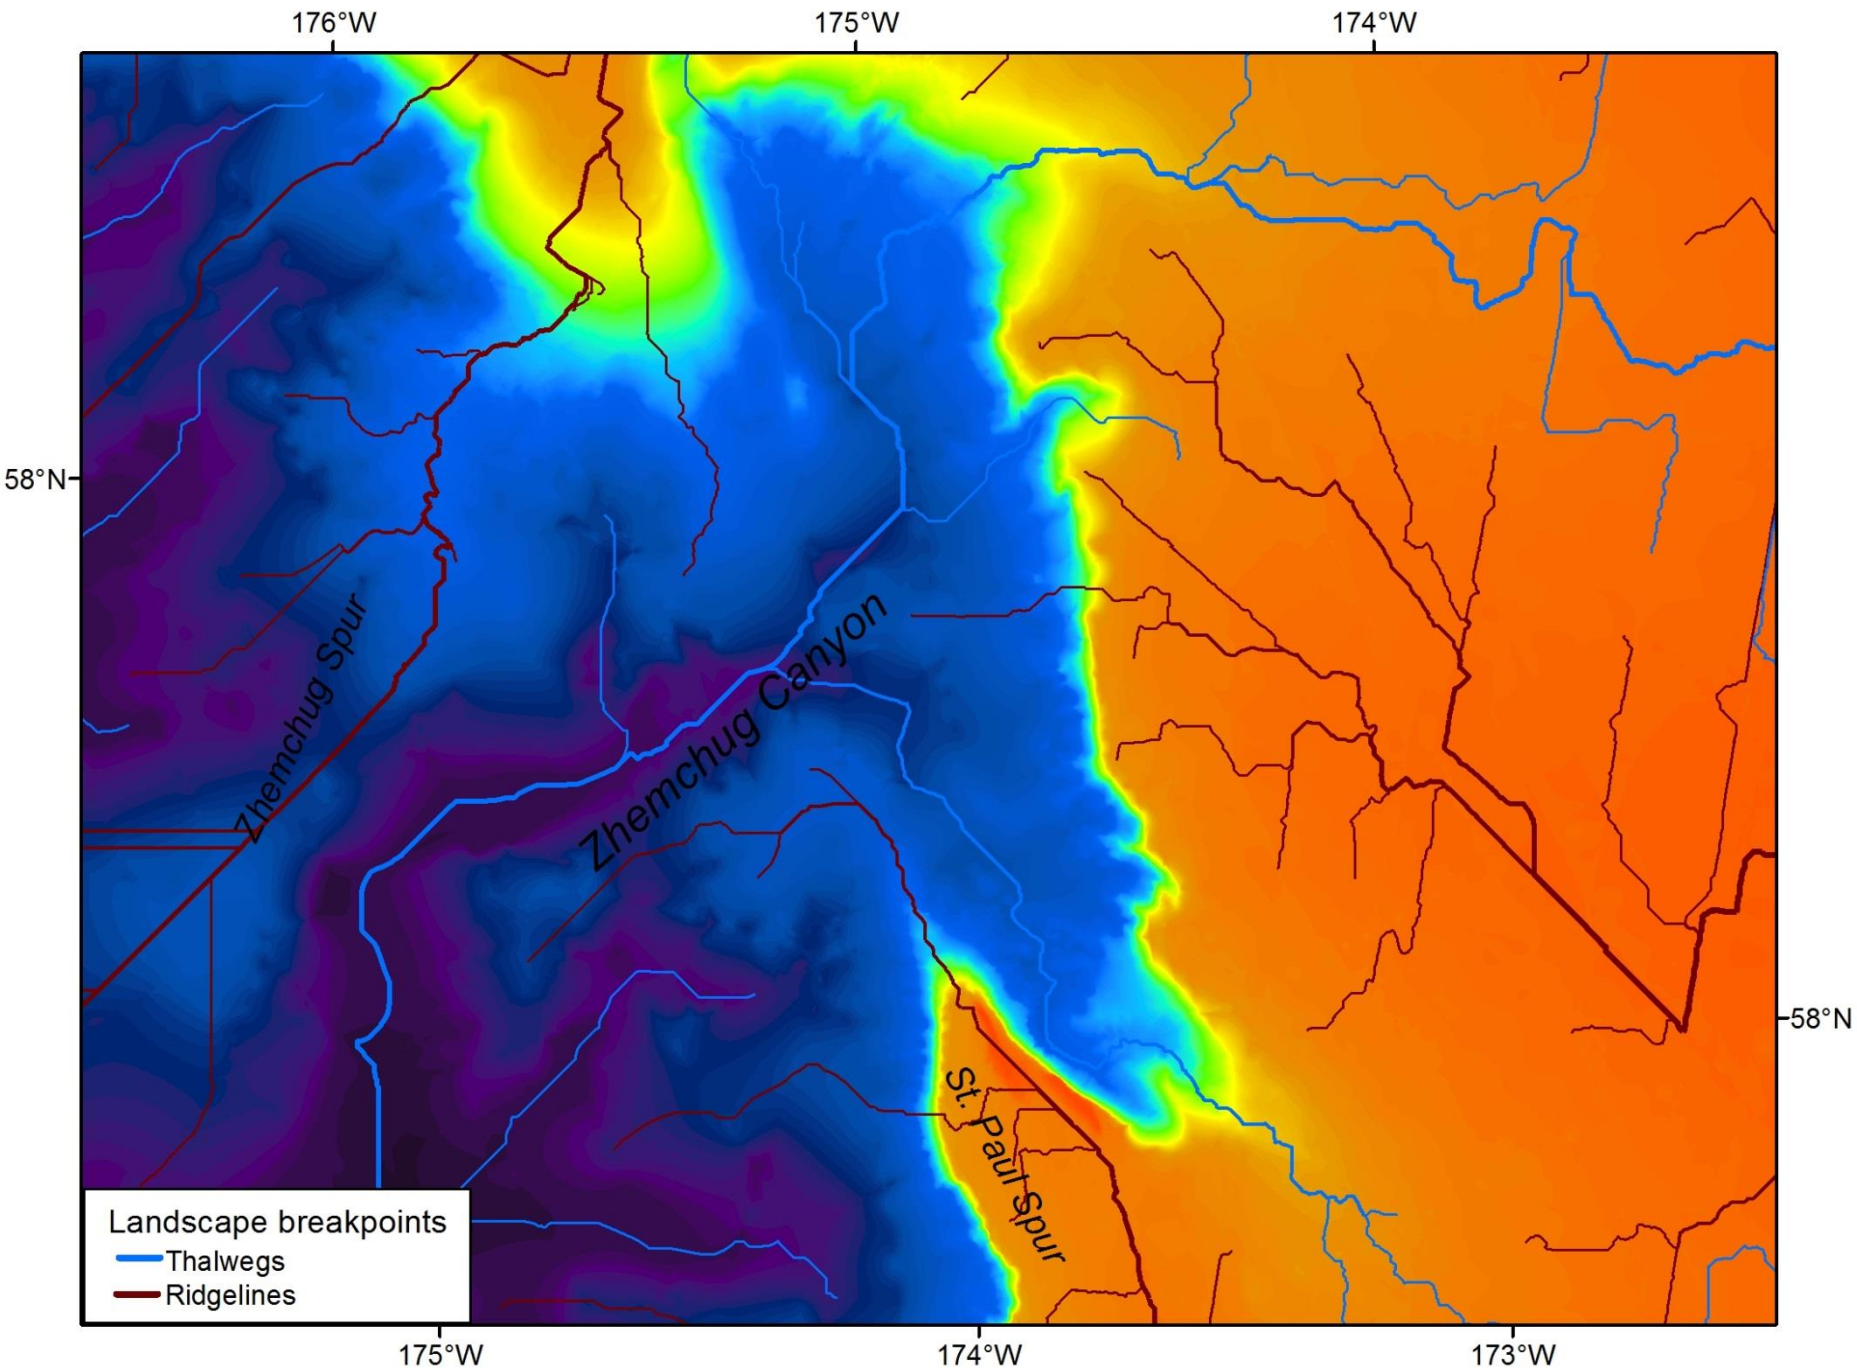 176°W 175°W 174°W
58°N
Zhemchug Spur
Zhemchug Canyon
58°N
St. Paul Spur
Landscape breakpoints
Thalwegs
Ridgelines
175°W 174°W 173°W